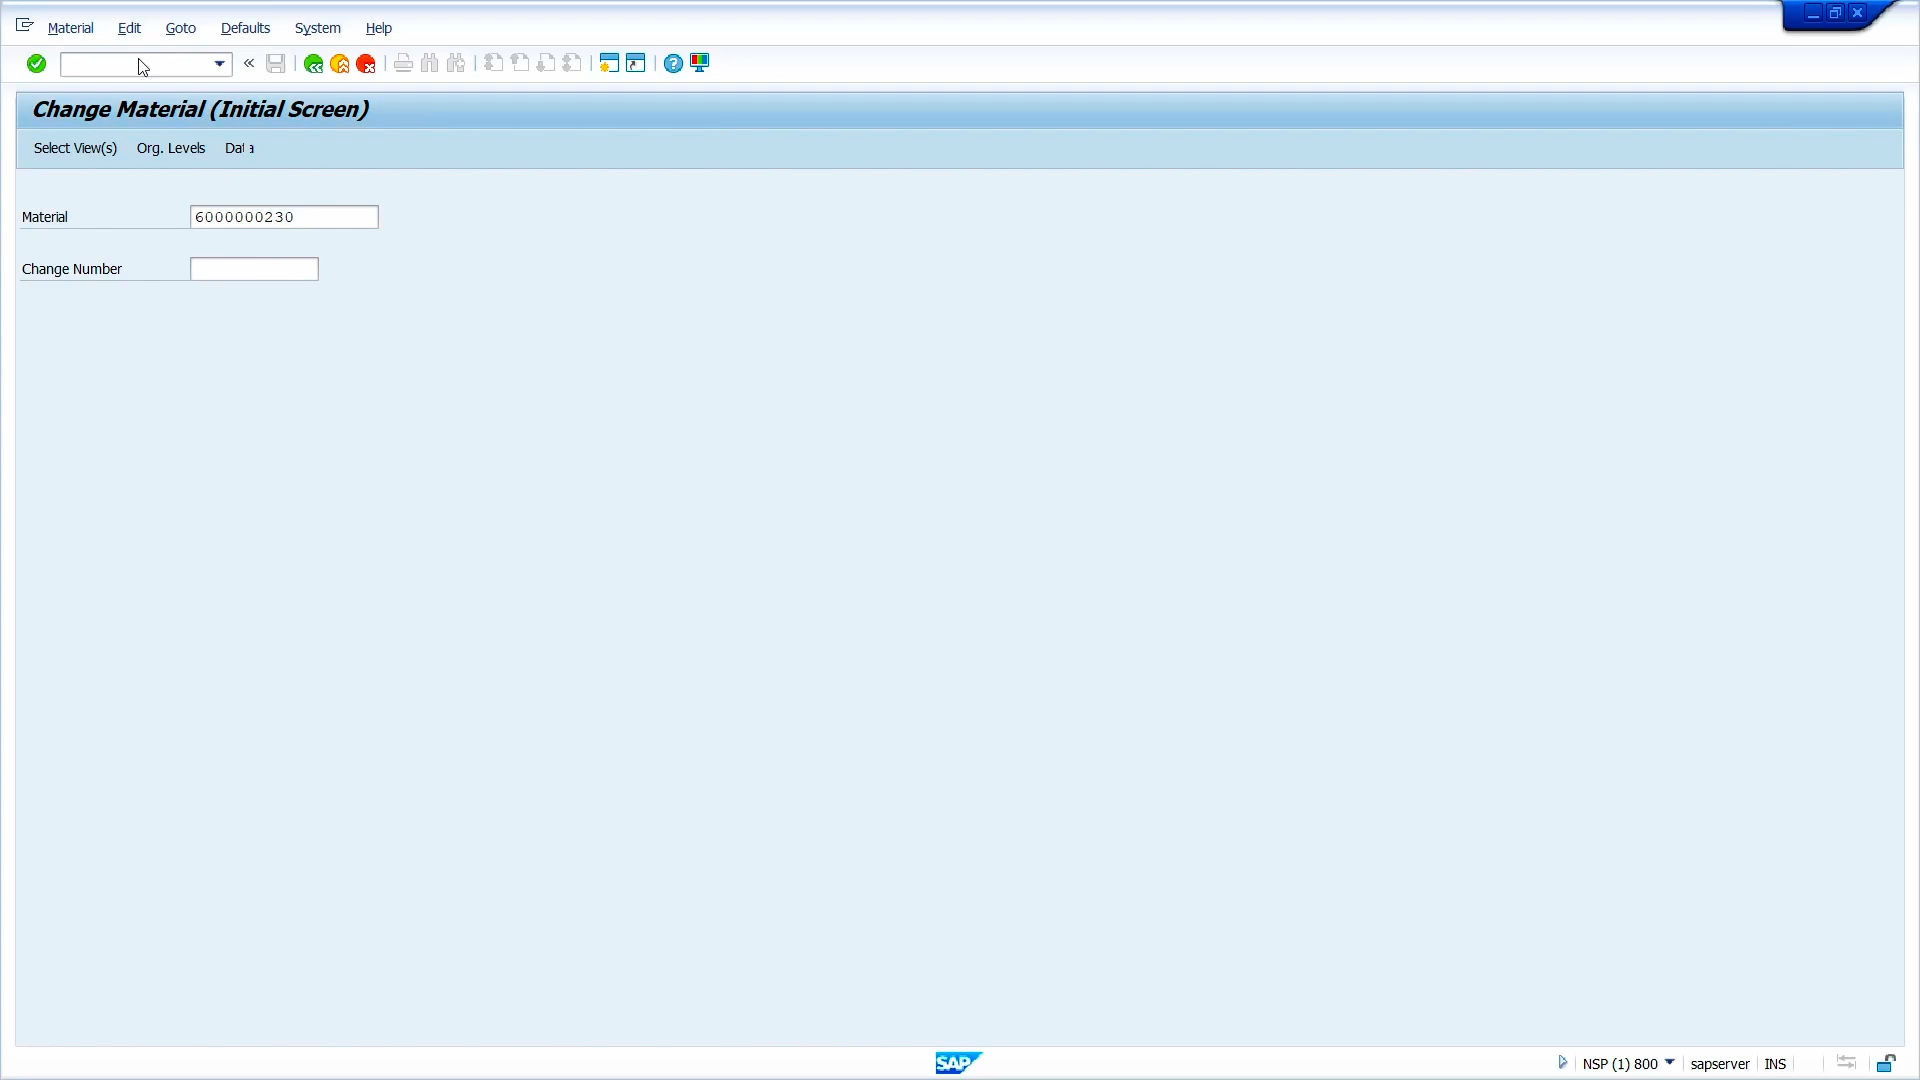 Material Edit Goto Defaults System Help
Change Material (Initial Screen)
Select View(s) Org. Levels Data
Material 6000000230
Change Number
SAP NSP (1) 800 sapserver INS